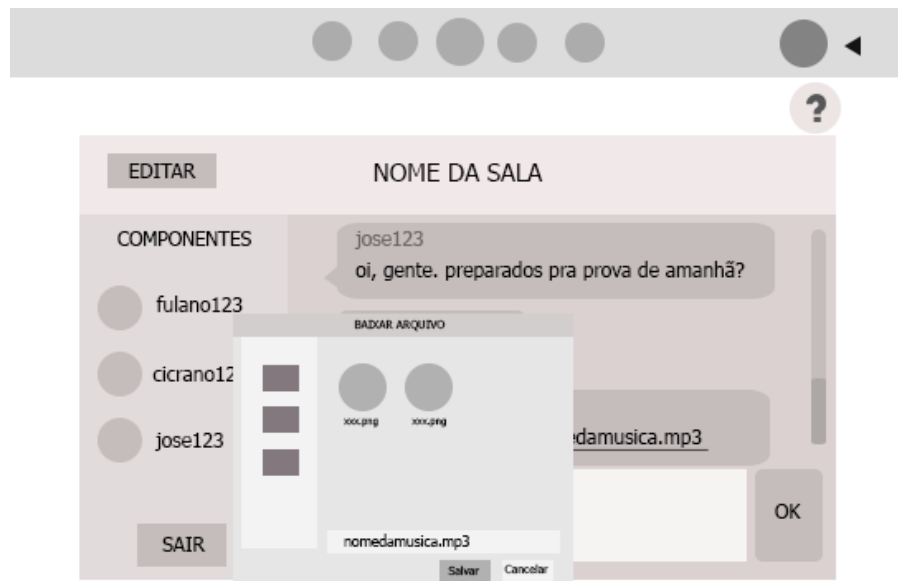 ?
EDITAR
NOME DA SALA
COMPONENTES
fulano123
cicrano12
jose123
SAIR
jose123
oi, gente. preparados pra prova de amanhã?
damusica.mp3
OK
BAIXAR ARQUIVO
xxx.png xxx.png
nomedamusica.mp3
Salvar Cancelar